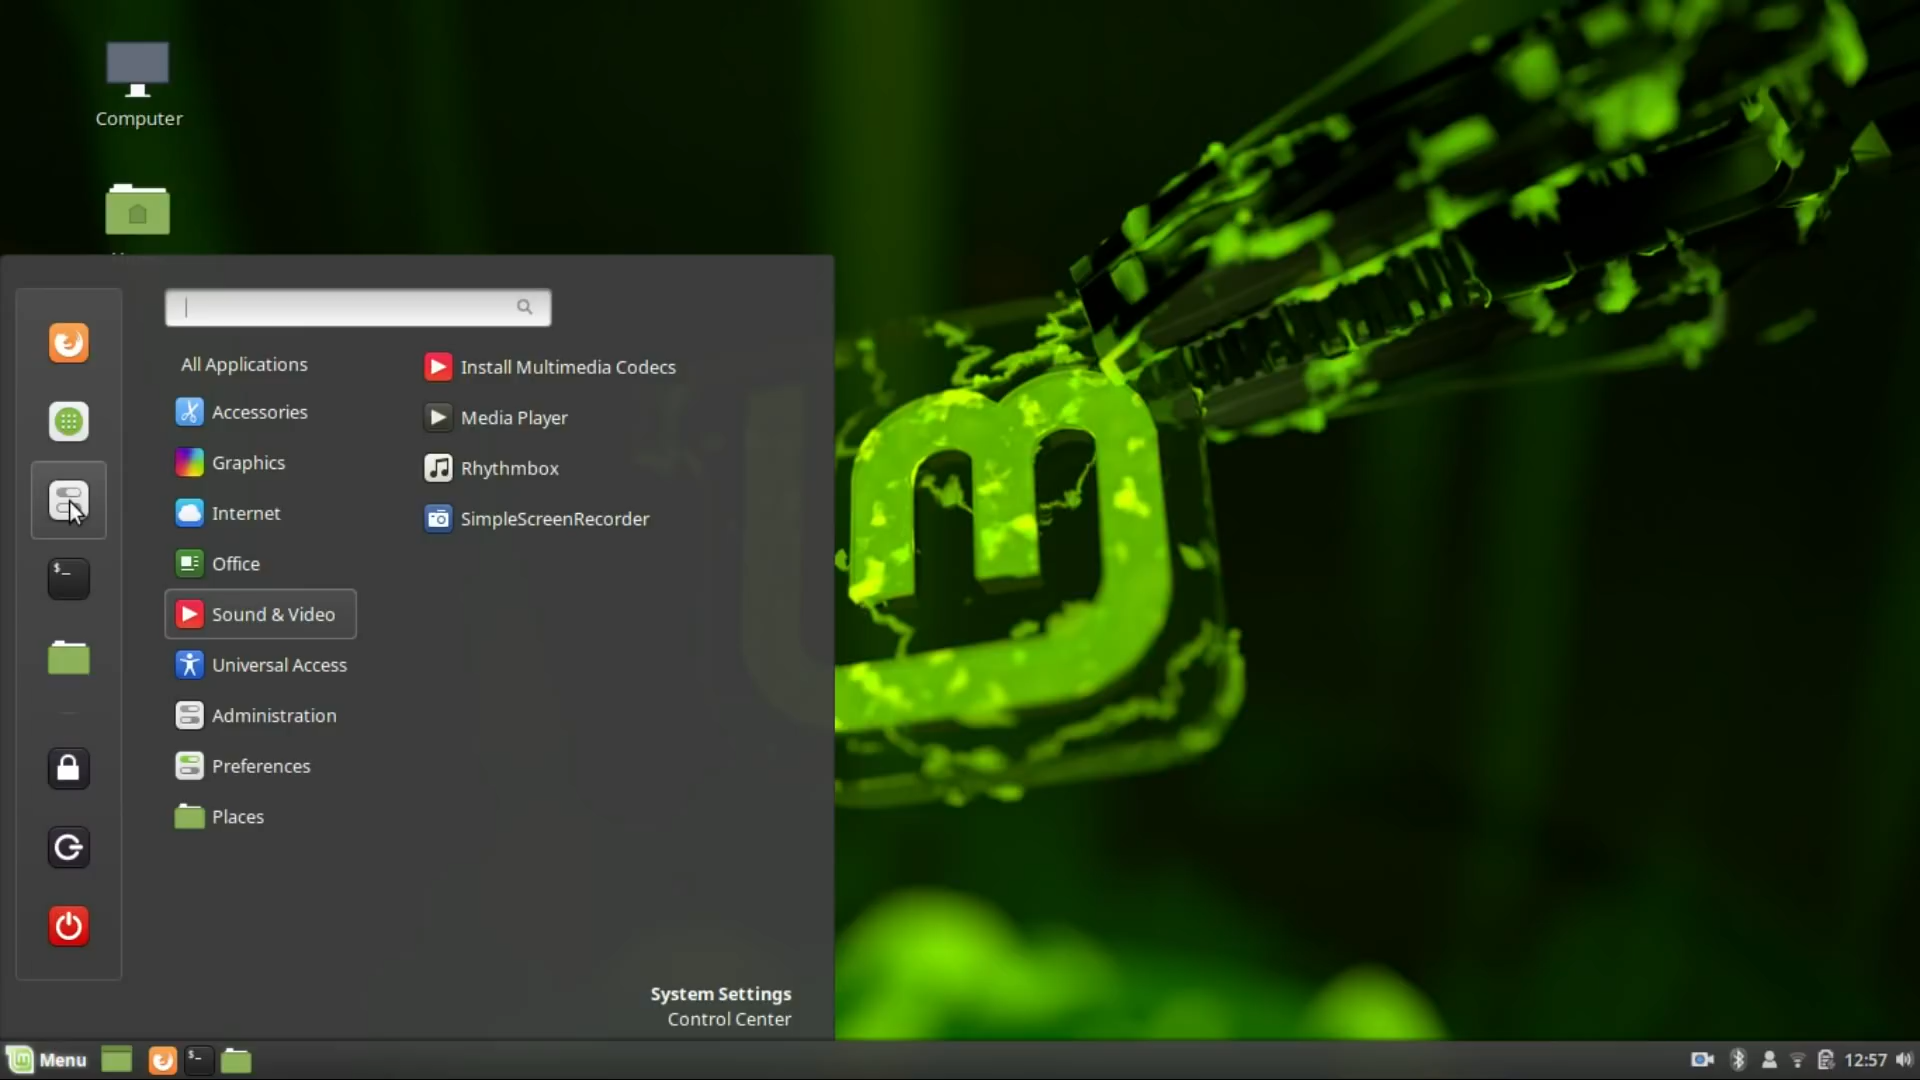 Computer
All Applications
Accessories
Graphics
Internet
Office
Sound & Video
Universal Access
Administration
Preferences
Places
Install Multimedia Codecs
Media Player
Rhythmbox
SimpleScreenRecorder
System Settings
Control Center
Menu
12:57